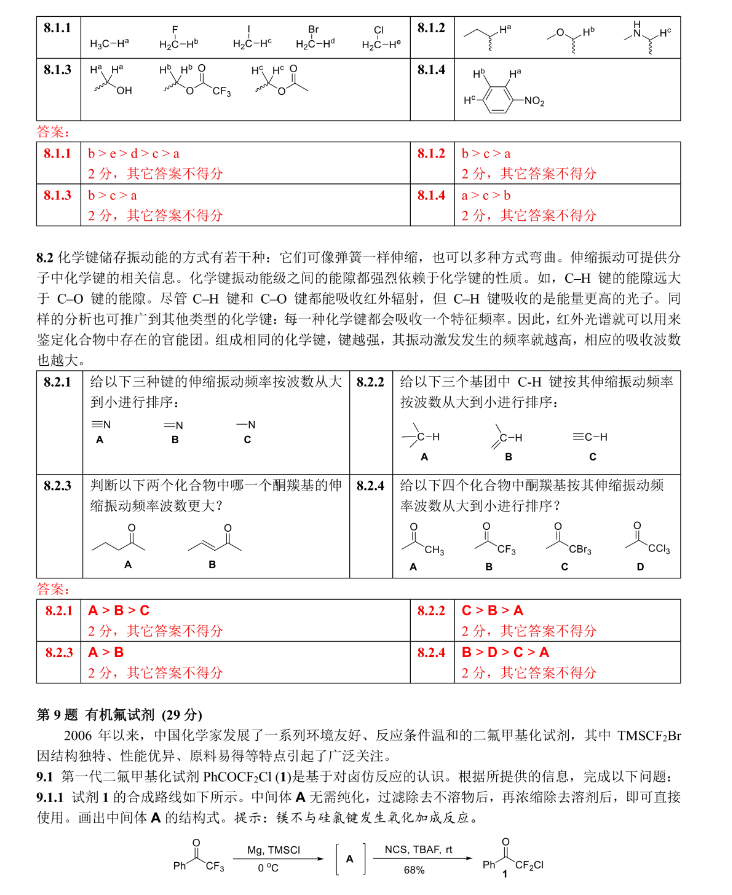 8.1.1 H₃C–Hᵃ F H₂C–Hᵇ I H₂C–Hᶜ Br H₂C–Hᵈ Cl H₂C–Hᵉ 8.1.2 Hᵃ O Hᵇ H N Hᶜ
8.1.3 Hᵃ Hᵃ OH Hᵇ Hᵇ O O CF₃ Hᶜ Hᶜ O O 8.1.4 Hᵇ Hᵃ Hᶜ NO₂
答案：
8.1.1 b > e > d > c > a 8.1.2 b > c > a
2 分，其它答案不得分 2 分，其它答案不得分
8.1.3 b > c > a 8.1.4 a > c > b
2 分，其它答案不得分 2 分，其它答案不得分
8.2 化学键储存振动能的方式有若干种：它们可像弹簧一样伸缩，也可以多种方式弯曲。伸缩振动可提供分
子中化学键的相关信息。化学键振动能级之间的能隙都强烈依赖于化学键的性质。如，C–H 键的能隙远大
于 C–O 键的能隙。尽管 C–H 键和 C–O 键都能吸收红外辐射，但 C–H 键吸收的是能量更高的光子。同
样的分析也可推广到其他类型的化学键：每一种化学键都会吸收一个特征频率。因此，红外光谱就可以用来
鉴定化合物中存在的官能团。组成相同的化学键，键越强，其振动激发发生的频率就越高，相应的吸收波数
也越大。
8.2.1 给以下三种键的伸缩振动频率按波数从大 8.2.2 给以下三个基团中 C-H 键按其伸缩振动频率
到小进行排序： 按波数从大到小进行排序：
≡N =N –N C–H C–H ≡C–H
A B C A B C
8.2.3 判断以下两个化合物中哪一个酮羰基的伸 8.2.4 给以下四个化合物中酮羰基按其伸缩振动频
缩振动频率波数更大？ 率波数从大到小进行排序？
O O O CH₃ O CF₃ O CBr₃ O CCl₃
A B A B C D
答案：
8.2.1 A > B > C 8.2.2 C > B > A
2 分，其它答案不得分 2 分，其它答案不得分
8.2.3 A > B 8.2.4 B > D > C > A
2 分，其它答案不得分 2 分，其它答案不得分
第 9 题 有机氟试剂 (29 分)
2006 年以来，中国化学家发展了一系列环境友好、反应条件温和的二氟甲基化试剂，其中 TMSCF₂Br
因结构独特、性能优异、原料易得等特点引起了广泛关注。
9.1 第一代二氟甲基化试剂 PhCOCF₂Cl (1)是基于对卤仿反应的认识。根据所提供的信息，完成以下问题：
9.1.1 试剂 1 的合成路线如下所示。中间体 A 无需纯化，过滤除去不溶物后，再浓缩除去溶剂后，即可直接
使用。画出中间体 A 的结构式。提示：镁不与硅氯键发生氧化加成反应。
O Ph CF₃ Mg, TMSCl 0 ºC A NCS, TBAF, rt 68% O Ph CF₂Cl 1